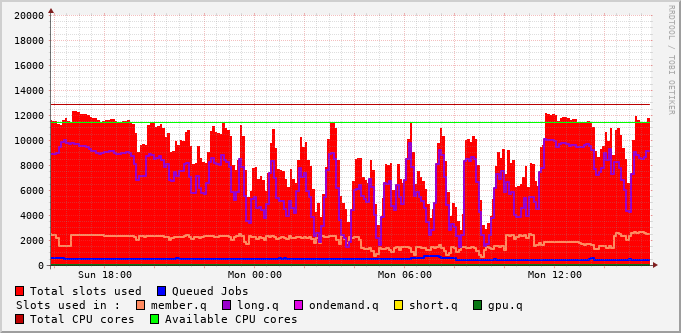 20000
18000
16000
14000
12000
10000
8000
6000
4000
2000
0
Sun 18:00 Mon 00:00 Mon 06:00 Mon 12:00
Total slots used Queued Jobs
Slots used in : member.q long.q ondemand.q short.q gpu.q
Total CPU cores Available CPU cores
RRDTOOL / TOBI OETIKER